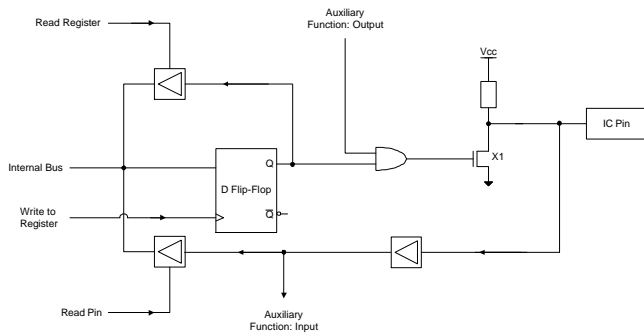 Auxiliary
Function: Output
Read Register
Vcc
IC Pin
X1
Internal Bus
Q
D Flip-Flop
Write to
Register
Q
Read Pin
Auxiliary
Function: Input